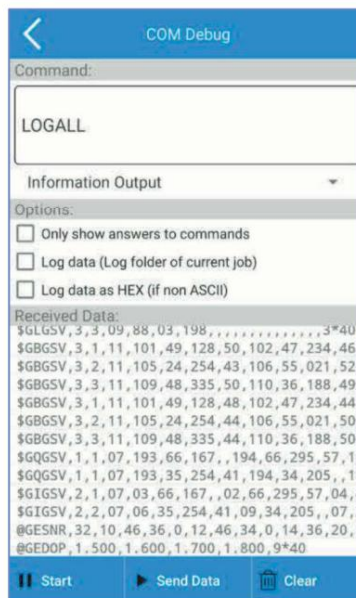 COM Debug
Command:
LOGALL
Information Output
Options:
Only show answers to commands
Log data (Log folder of current job)
Log data as HEX (if non ASCII)
Received Data:
$GLGSV,3,3,09,88,03,198,,,,,,,,,,,,,,3*40
$GBGSV,3,1,11,101,49,128,50,102,47,234,46
$GBGSV,3,2,11,105,24,254,43,106,55,021,52
$GBGSV,3,3,11,109,48,335,50,110,36,188,49
$GBGSV,3,1,11,101,49,128,48,102,47,234,44
$GBGSV,3,2,11,105,24,254,44,106,55,021,50
$GBGSV,3,3,11,109,48,335,44,110,36,188,50
$GQGSV,1,1,07,193,66,167,,194,66,295,57,1
$GQGSV,1,1,07,193,35,254,41,194,34,205,,1
$GIGSV,2,1,07,03,66,167,,02,66,295,57,04,
$GIGSV,2,2,07,06,35,254,41,09,34,205,,07,
@GESNR,32,10,46,36,0,12,46,34,0,14,36,20,
@GEDOP,1.500,1.600,1.700,1.800,9*40
Start
Send Data
Clear